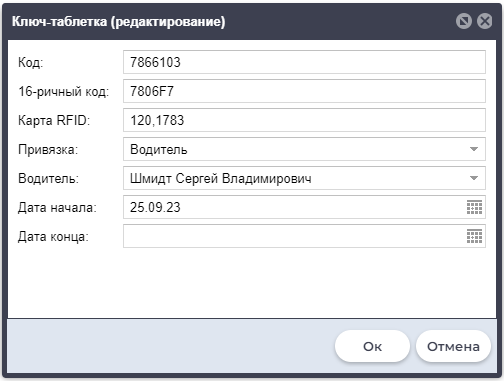 Ключ-таблетка (редактирование)
Код: 7866103
16-ричный код: 7806F7
Карта RFID: 120,1783
Привязка: Водитель
Водитель: Шмидт Сергей Владимирович
Дата начала: 25.09.23
Дата конца:
Ок Отмена